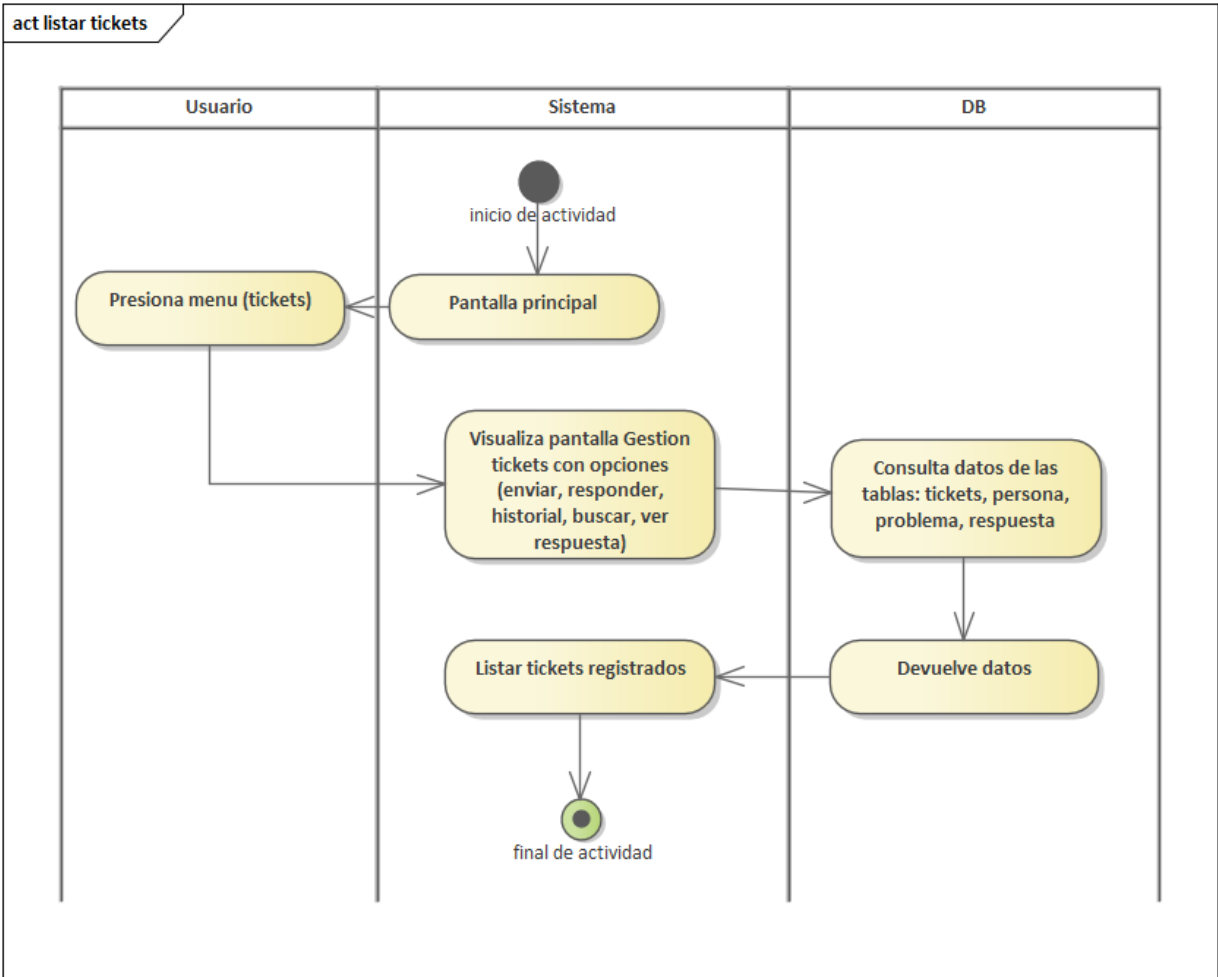 act listar tickets
Usuario
Sistema
DB
inicio de actividad
Presiona menu (tickets)
Pantalla principal
Visualiza pantalla Gestion
tickets con opciones
(enviar, responder,
historial, buscar, ver
respuesta)
Consulta datos de las
tablas: tickets, persona,
problema, respuesta
Listar tickets registrados
Devuelve datos
final de actividad